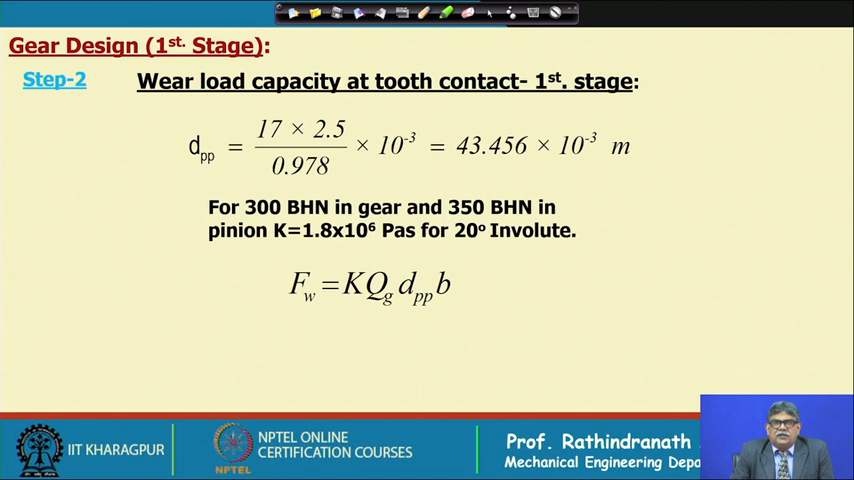 Gear Design (1st. Stage):
Step-2
Wear load capacity at tooth contact- 1st. stage:
dpp = 17 × 2.5 / 0.978 × 10-3 = 43.456 × 10-3 m
For 300 BHN in gear and 350 BHN in
pinion K=1.8x10⁶ Pas for 20o Involute.
Fw = KQg dpp b
IIT KHARAGPUR
NPTEL
NPTEL ONLINE
CERTIFICATION COURSES
Prof. Rathindranath
Mechanical Engineering Depa